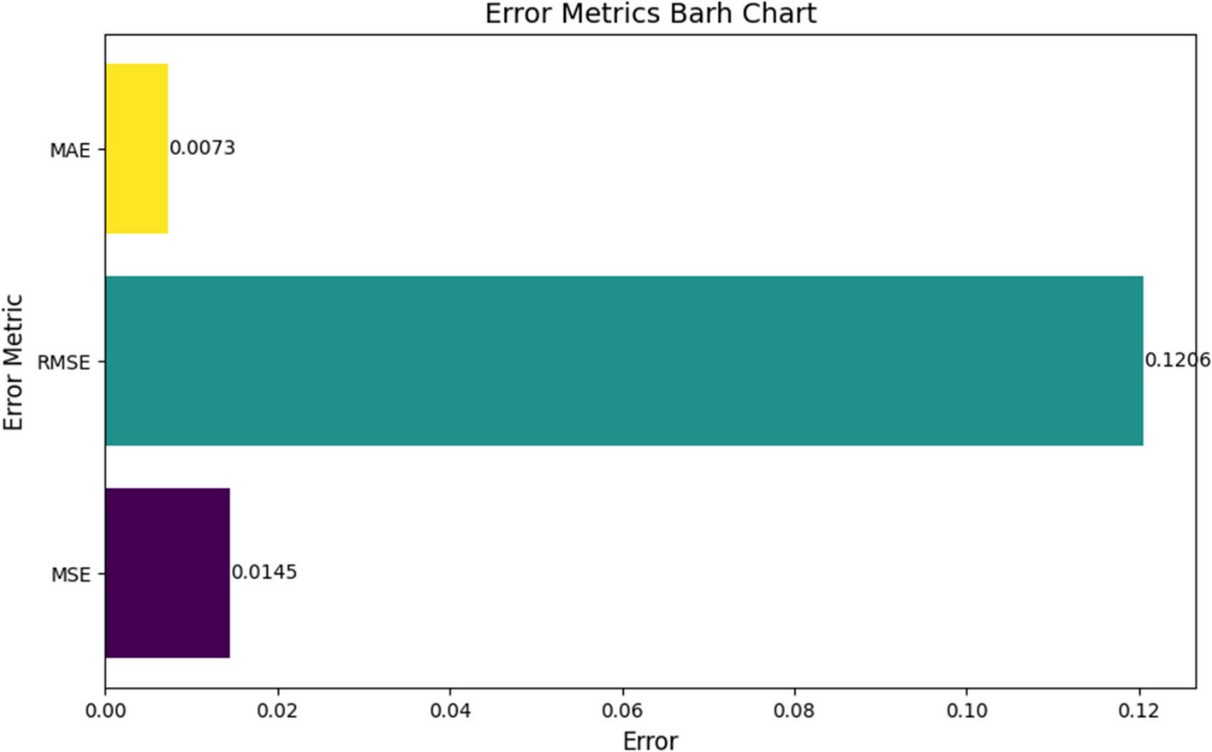 Error Metrics Barh Chart
Error Metric
MAE
0.0073
RMSE
0.1206
MSE
0.0145
0.00 0.02 0.04 0.06 0.08 0.10 0.12
Error